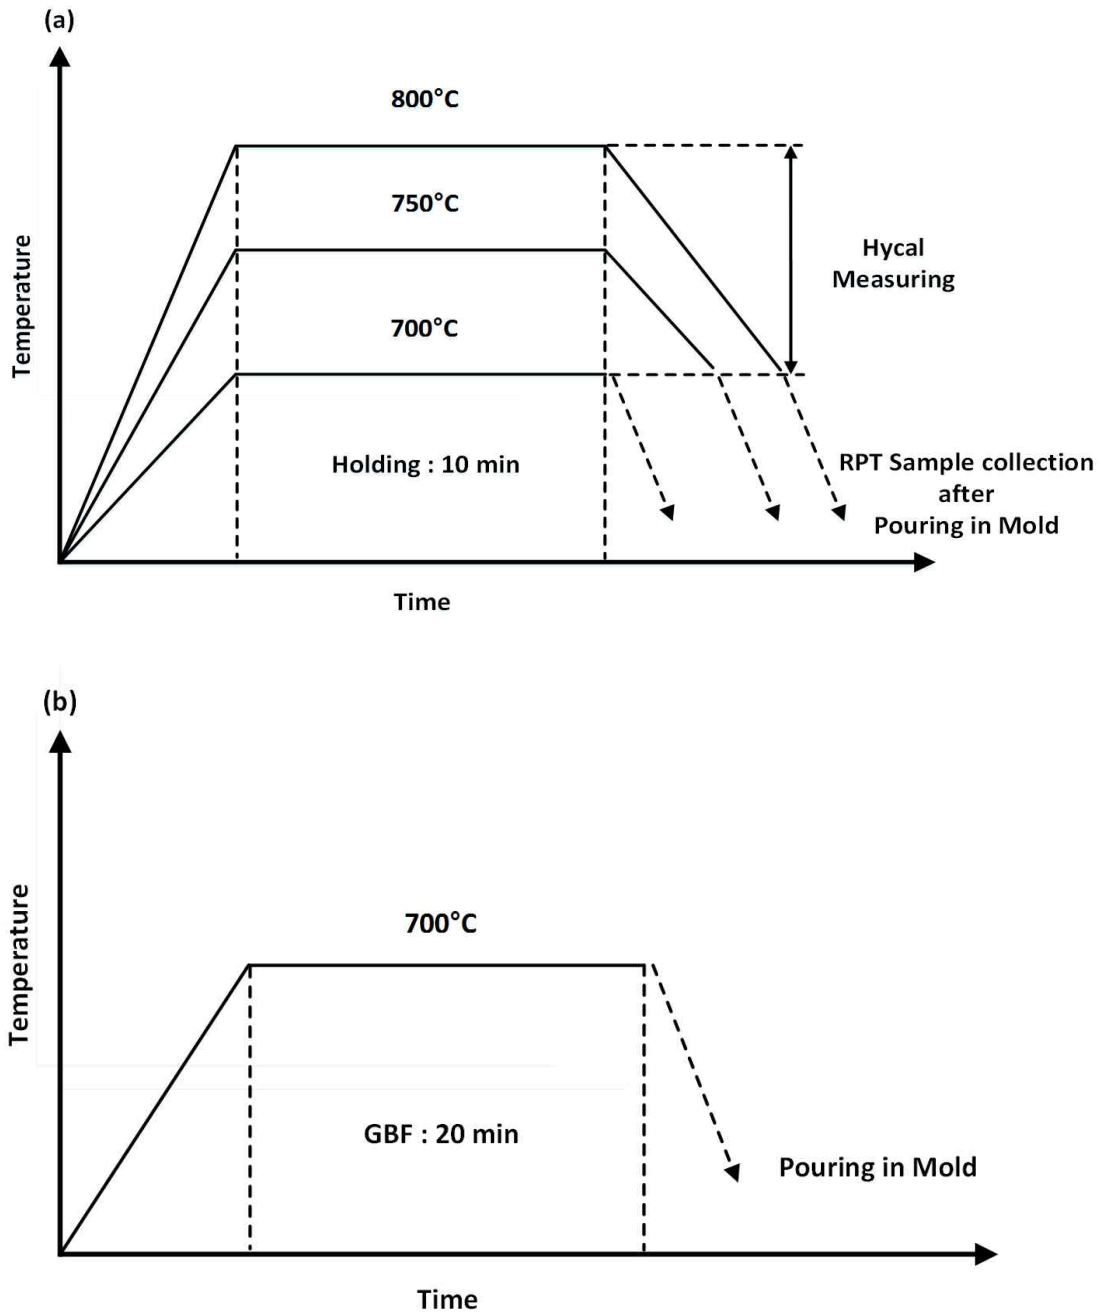 (a)
800°C
750°C
700°C
Temperature
Hycal
Measuring
Holding : 10 min
RPT Sample collection
after
Pouring in Mold
Time
(b)
700°C
Temperature
GBF : 20 min
Pouring in Mold
Time